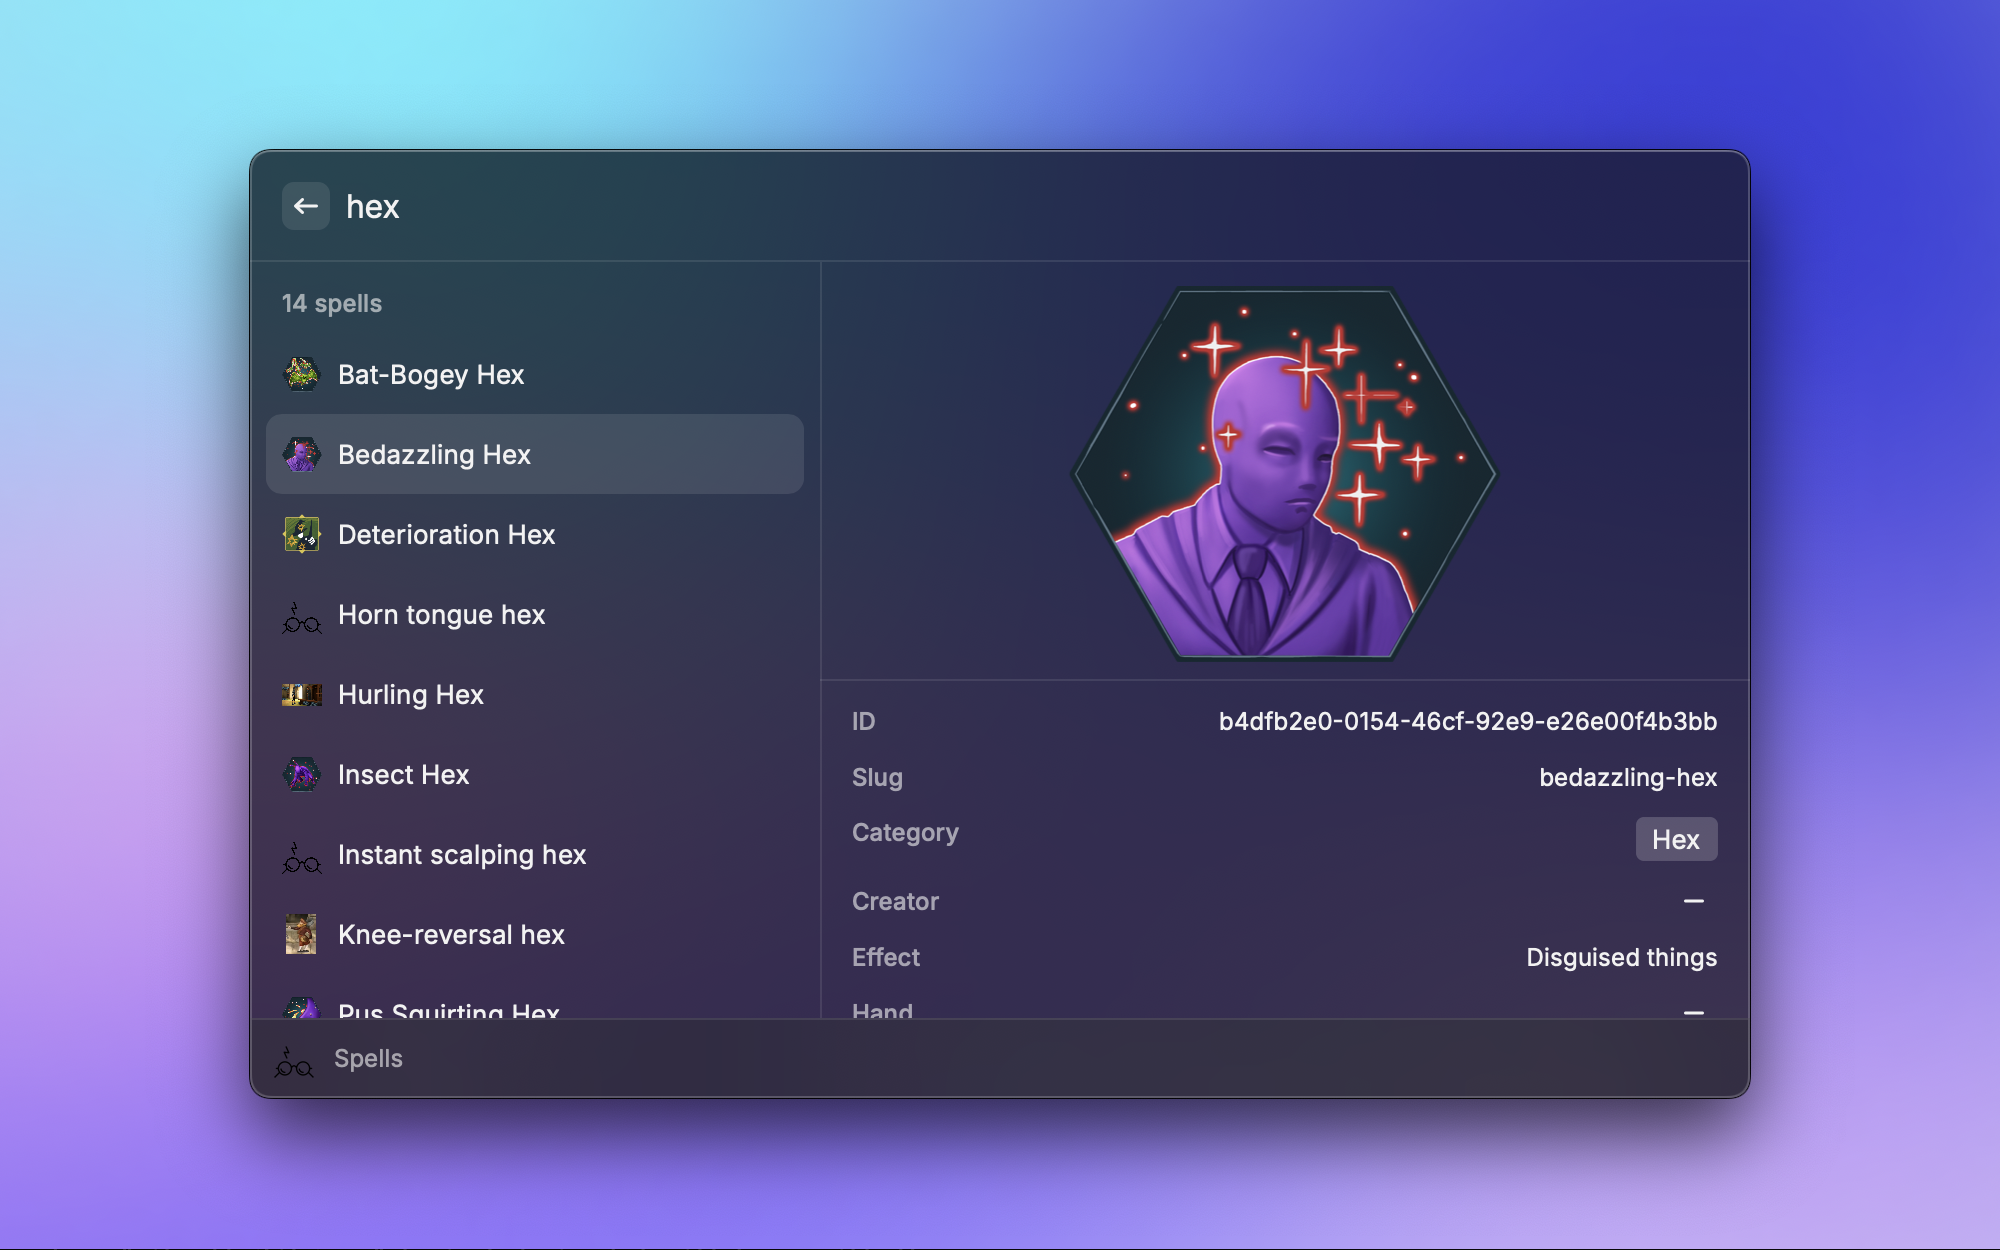 hex
14 spells
Bat-Bogey Hex
Bedazzling Hex
Deterioration Hex
Horn tongue hex
Hurling Hex
Insect Hex
Instant scalping hex
Knee-reversal hex
Pus Squirting Hex
ID b4dfb2e0-0154-46cf-92e9-e26e00f4b3bb
Slug bedazzling-hex
Category Hex
Creator —
Effect Disguised things
Hand —
Spells